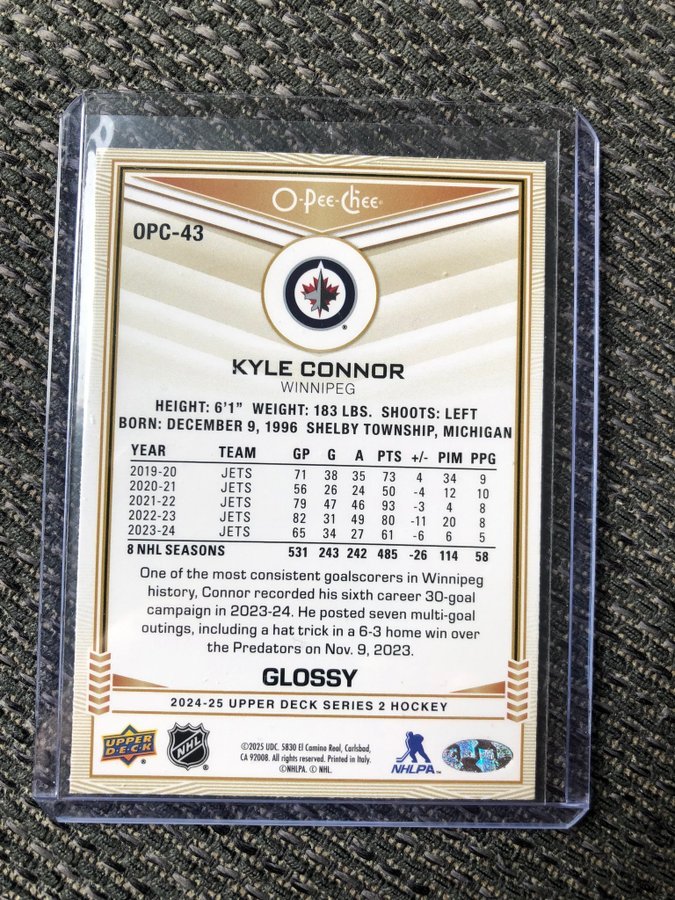 O-Pee-Chee
OPC-43
KYLE CONNOR
WINNIPEG
HEIGHT: 6'1" WEIGHT: 183 LBS. SHOOTS: LEFT
BORN: DECEMBER 9, 1996 SHELBY TOWNSHIP, MICHIGAN
YEAR TEAM GP G A PTS +/- PIM PPG
2019-20 JETS 71 38 35 73 4 34 9
2020-21 JETS 56 26 24 50 -4 12 10
2021-22 JETS 79 47 46 93 -3 4 8
2022-23 JETS 82 31 49 80 -11 20 8
2023-24 JETS 65 34 27 61 -6 6 5
8 NHL SEASONS 531 243 242 485 -26 114 58
One of the most consistent goalscorers in Winnipeg
history, Connor recorded his sixth career 30-goal
campaign in 2023-24. He posted seven multi-goal
outings, including a hat trick in a 6-3 home win over
the Predators on Nov. 9, 2023.
GLOSSY
2024-25 UPPER DECK SERIES 2 HOCKEY
UPPER DECK
NHL
©2025 UDC. 5830 El Camino Real, Carlsbad,
CA 92008. All rights reserved. Printed in Italy.
©NHLPA. © NHL.
NHLPA